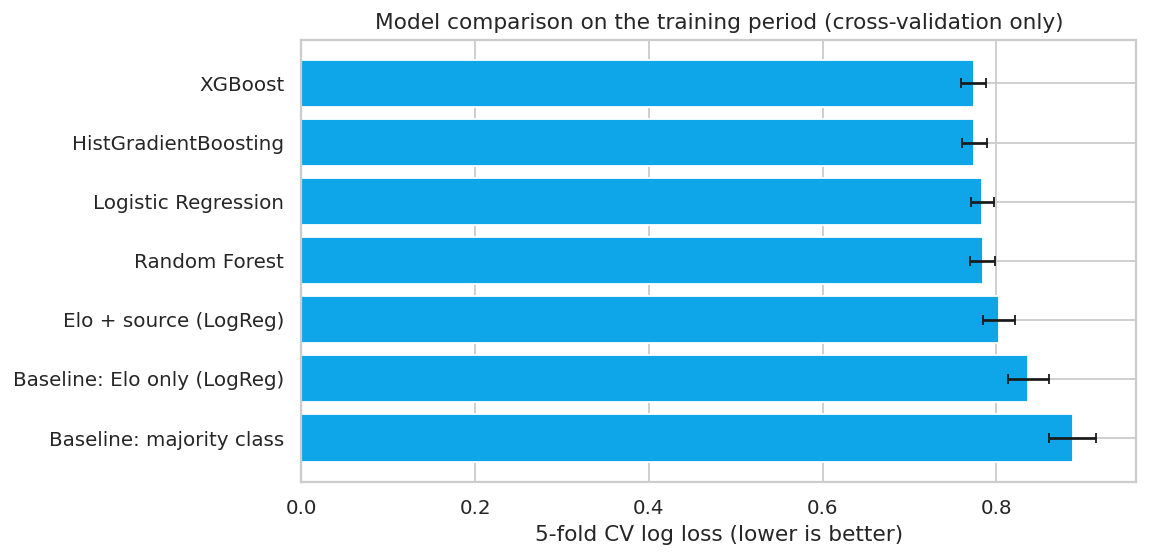 Model comparison on the training period (cross-validation only)
XGBoost
HistGradientBoosting
Logistic Regression
Random Forest
Elo + source (LogReg)
Baseline: Elo only (LogReg)
Baseline: majority class
0.0 0.2 0.4 0.6 0.8
5-fold CV log loss (lower is better)